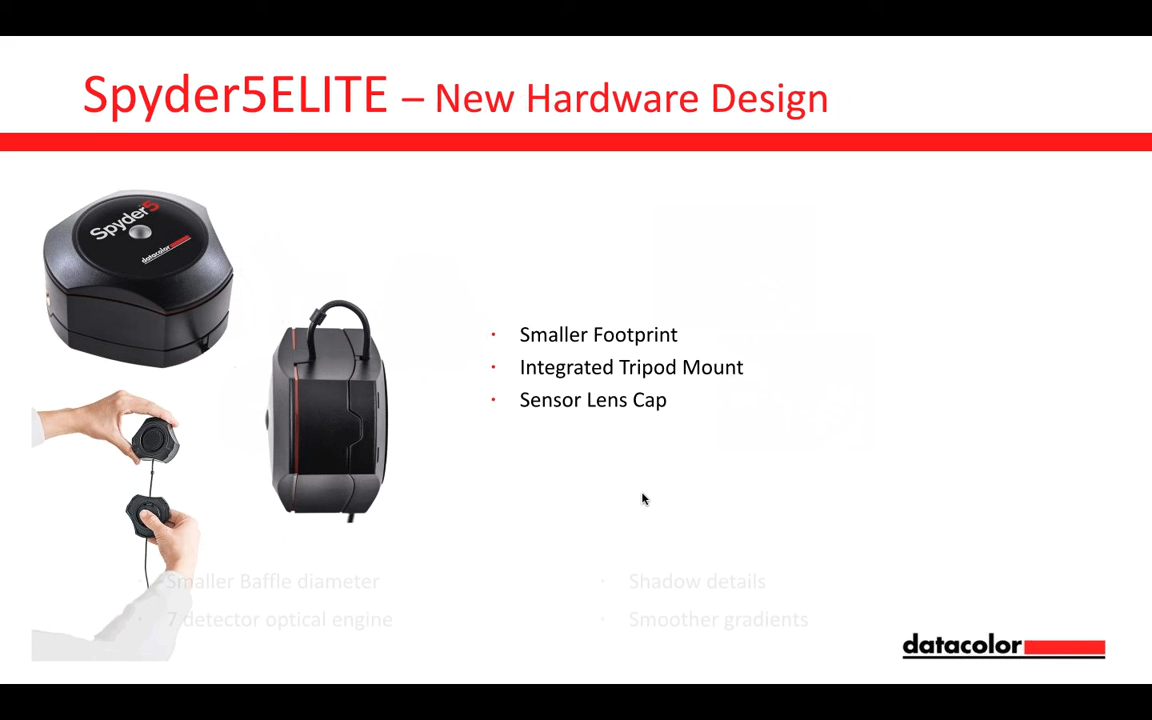 Spyder5ELITE – New Hardware Design
Spyder5
datacolor
· Smaller Footprint
· Integrated Tripod Mount
· Sensor Lens Cap
· Smaller Baffle diameter
· 7 detector optical engine
· Shadow details
· Smoother gradients
datacolor